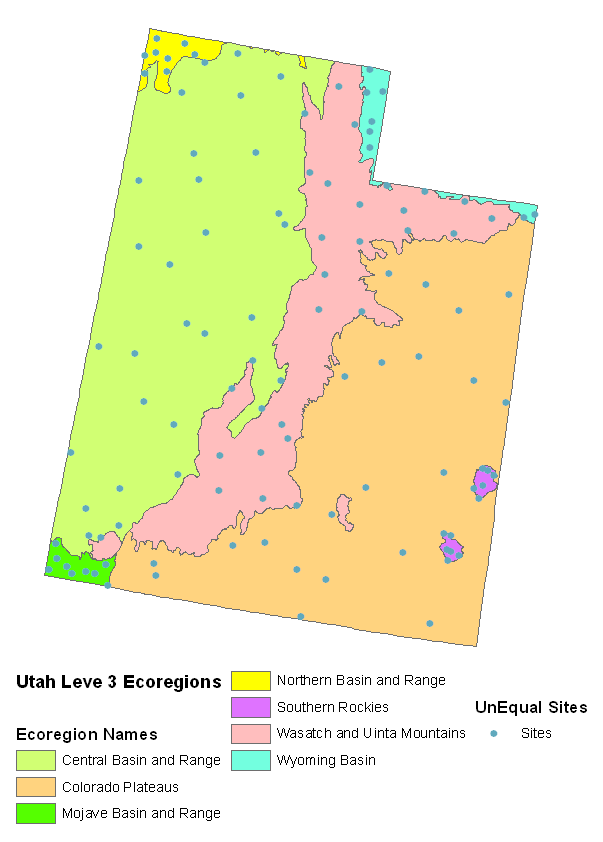 Utah Leve 3 Ecoregions
Ecoregion Names
Central Basin and Range
Colorado Plateaus
Mojave Basin and Range
Northern Basin and Range
Southern Rockies
Wasatch and Uinta Mountains
Wyoming Basin
UnEqual Sites
Sites